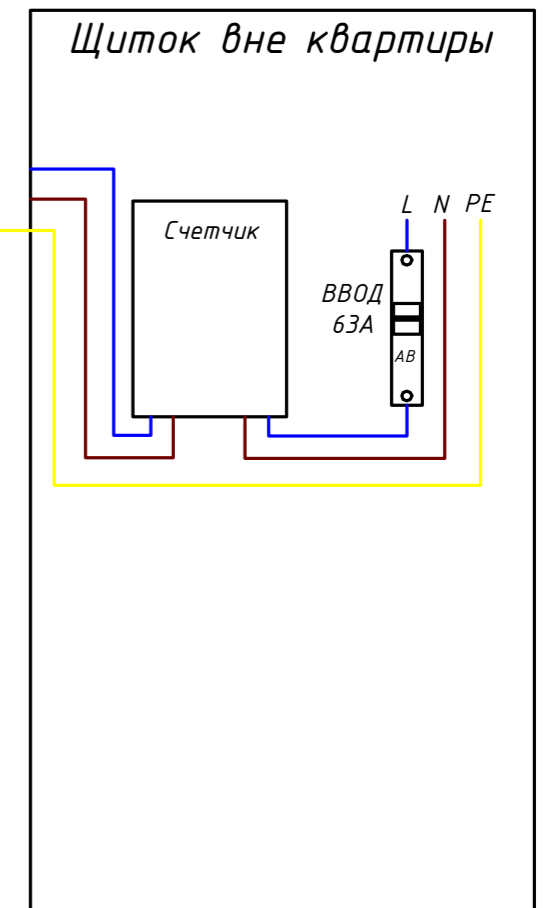 Щиток вне квартиры
L N PE
Счетчик
ВВОД
63А
АВ